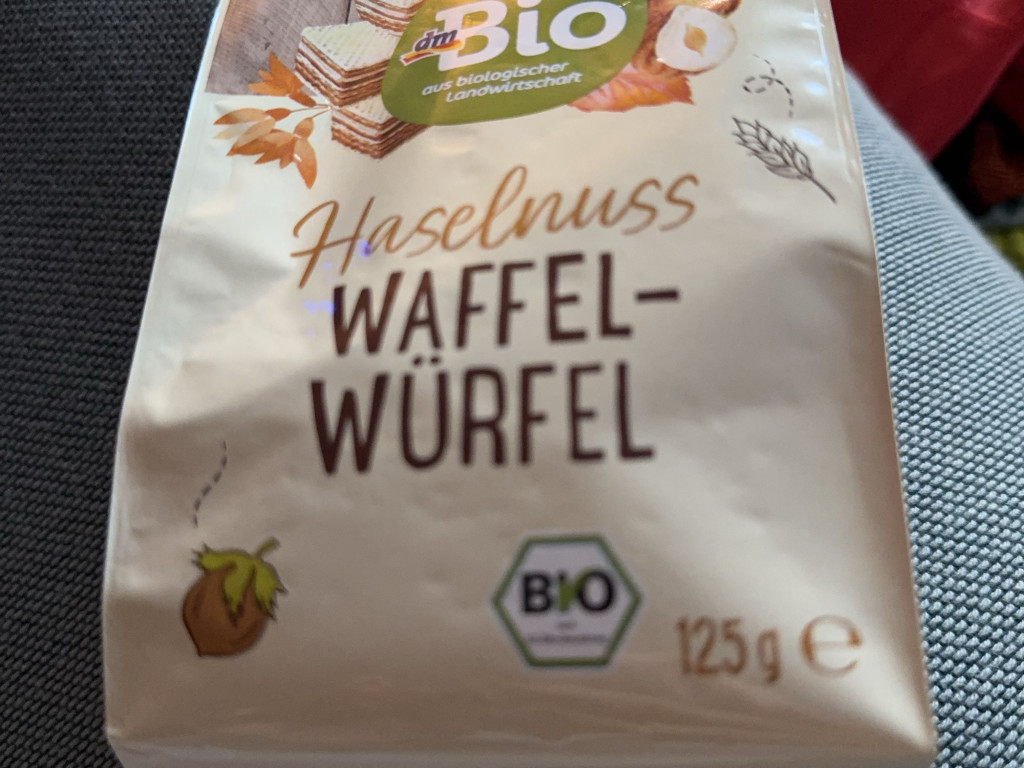 dm
Bio
aus biologischer
Landwirtschaft
Haselnuss
WAFFEL-
WÜRFEL
BIO
125g e